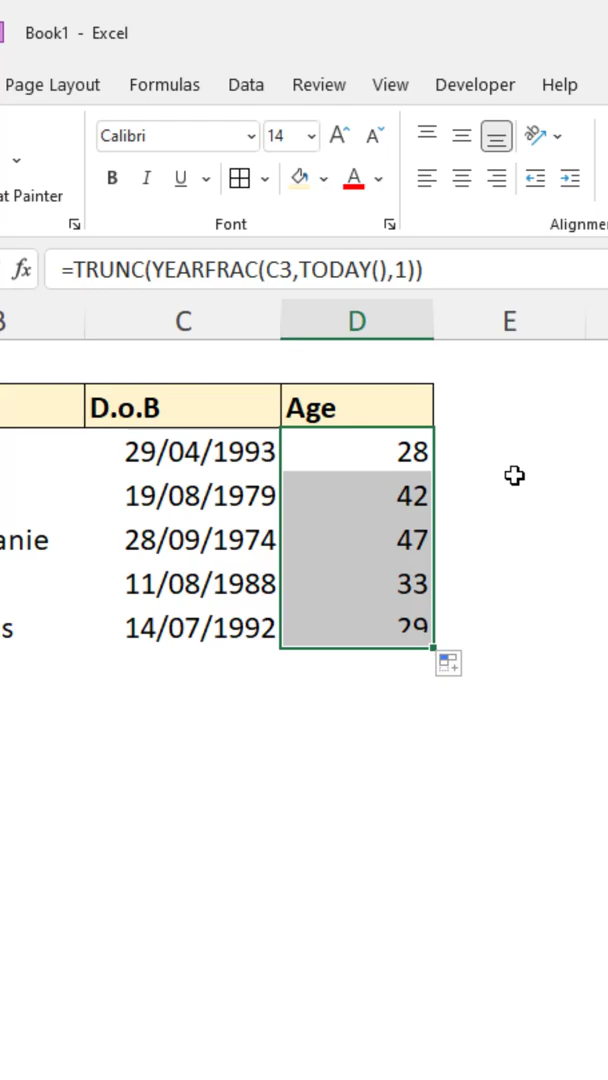 Book1 - Excel
Page Layout Formulas Data Review View Developer Help
Calibri 14 A A
B I U A
at Painter
Font Alignme
fx =TRUNC(YEARFRAC(C3,TODAY(),1))
B C D E
D.o.B Age
29/04/1993 28
19/08/1979 42
anie 28/09/1974 47
11/08/1988 33
s 14/07/1992 29